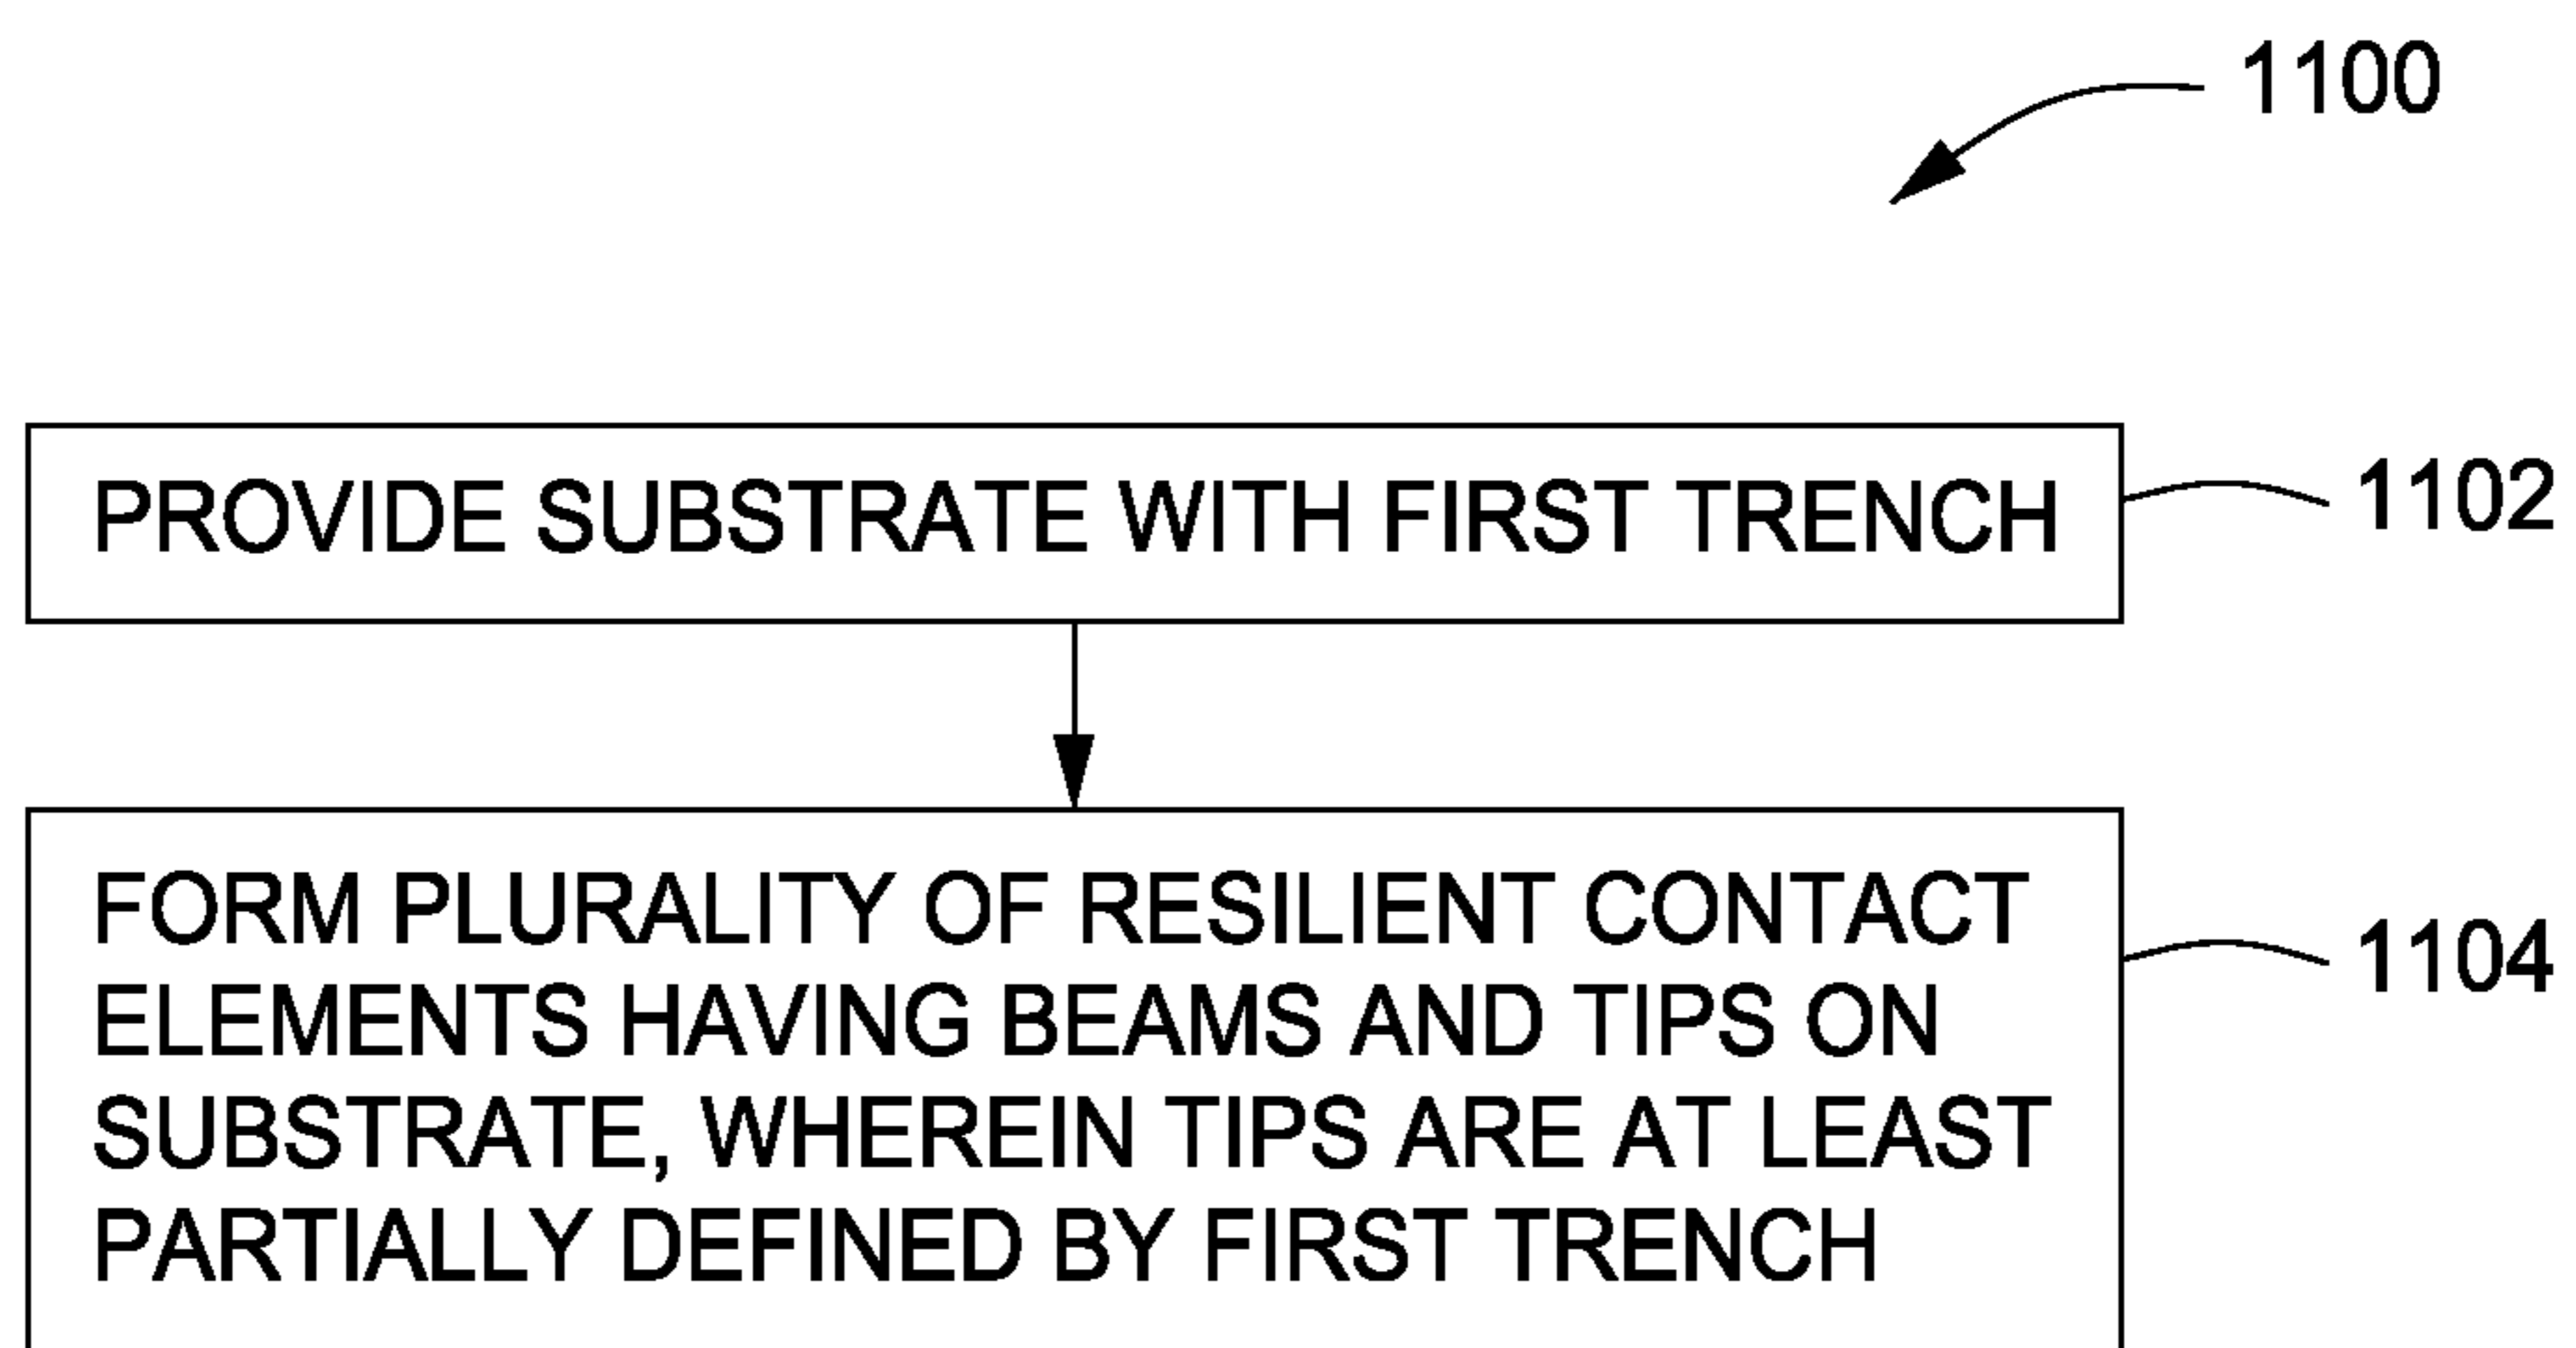 1100
PROVIDE SUBSTRATE WITH FIRST TRENCH
1102
FORM PLURALITY OF RESILIENT CONTACT
ELEMENTS HAVING BEAMS AND TIPS ON
SUBSTRATE, WHEREIN TIPS ARE AT LEAST
PARTIALLY DEFINED BY FIRST TRENCH
1104